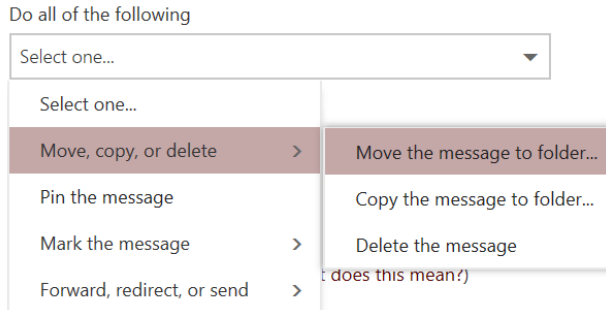 Do all of the following
Select one...
Select one...
Move, copy, or delete
Move the message to folder...
Pin the message
Copy the message to folder...
Mark the message
Delete the message
does this mean?)
Forward, redirect, or send